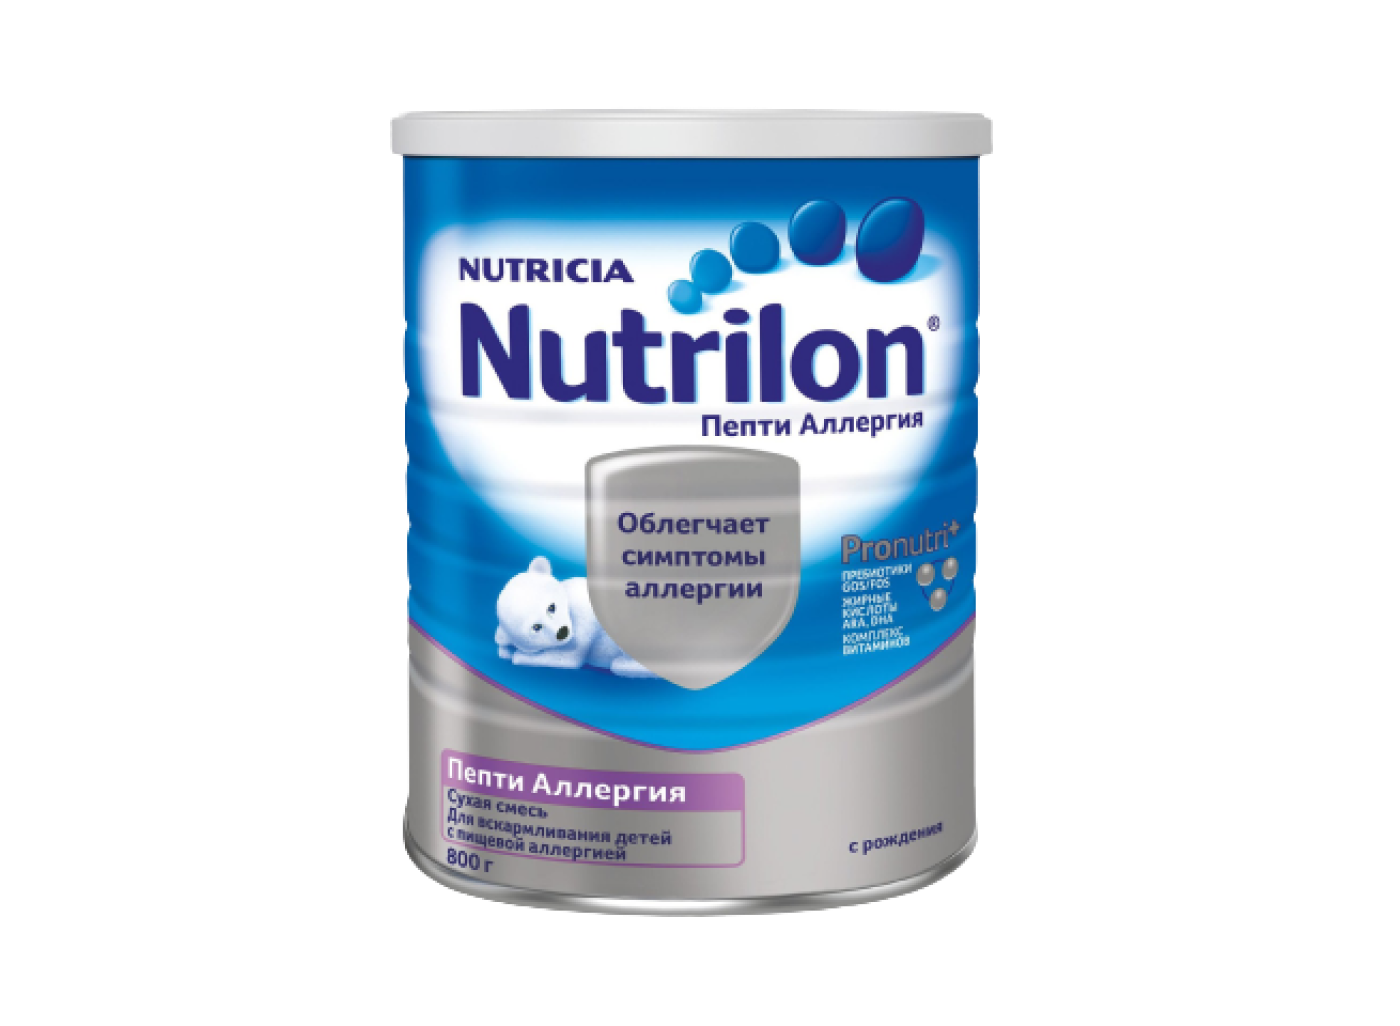 NUTRICIA
Nutrilon®
Пепти Аллергия
Облегчает
симптомы
аллергии
Pronutri+
ПРЕБИОТИКИ
GOS/FOS
ЖИРНЫЕ
КИСЛОТЫ
ARA, DHA
КОМПЛЕКС
ВИТАМИНОВ
Пепти Аллергия
Сухая смесь
Для вскармливания детей
с пищевой аллергией
800 г
с рождения